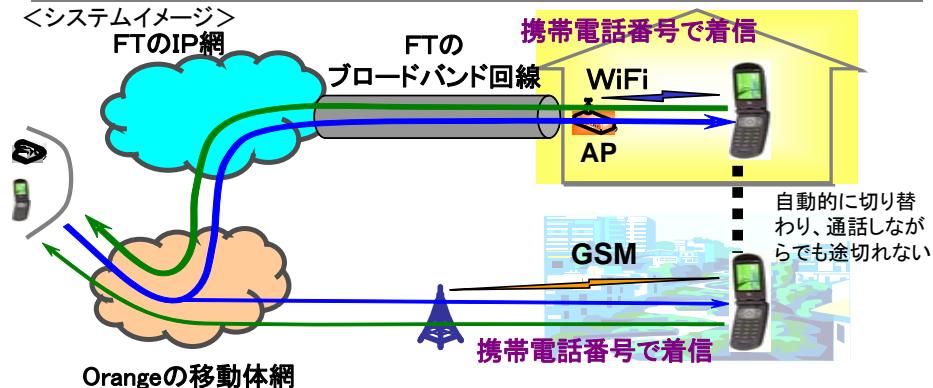 ＜システムイメージ＞
FTのIP網
FTの
ブロードバンド回線
携帯電話番号で着信
WiFi
AP
自動的に切り替
わり、通話しなが
らでも途切れない
GSM
携帯電話番号で着信
Orangeの移動体網